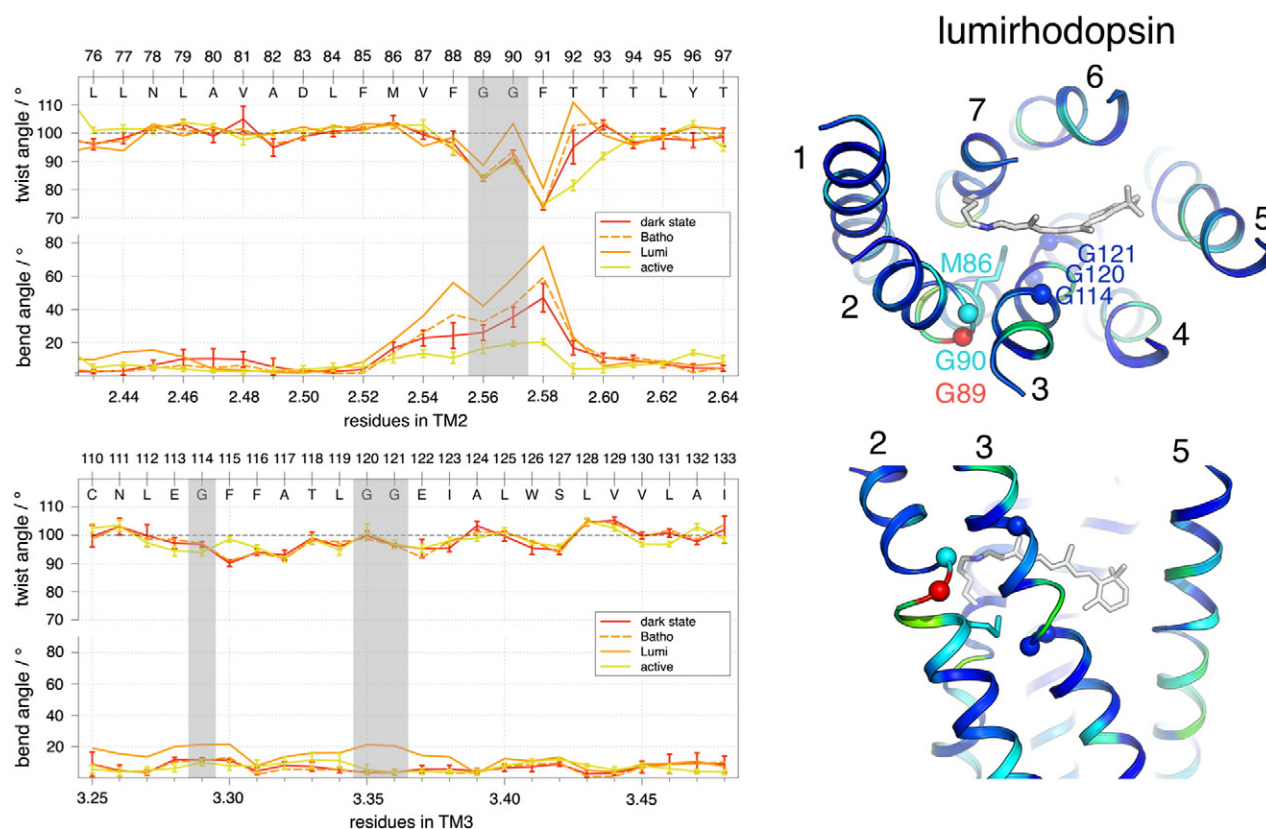 76 77 78 79 80 81 82 83 84 85 86 87 88 89 90 91 92 93 94 95 96 97
L L N L A V A D L F M V F G G F T T T L Y T
twist angle / °
110
100
90
80
70
dark state
Batho
Lumi
active
bend angle / °
80
60
40
20
2.44 2.46 2.48 2.50 2.52 2.54 2.56 2.58 2.60 2.62 2.64
residues in TM2
110 111 112 113 114 115 116 117 118 119 120 121 122 123 124 125 126 127 128 129 130 131 132 133
C N L E G F F A T L G G E I A L W S L V V L A I
twist angle / °
110
100
90
80
70
dark state
Batho
Lumi
active
bend angle / °
80
60
40
20
3.25 3.30 3.35 3.40 3.45
residues in TM3
lumirhodopsin
6
7
1
5
M86
G121
G120
G114
2
4
G90
3
G89
2 3 5